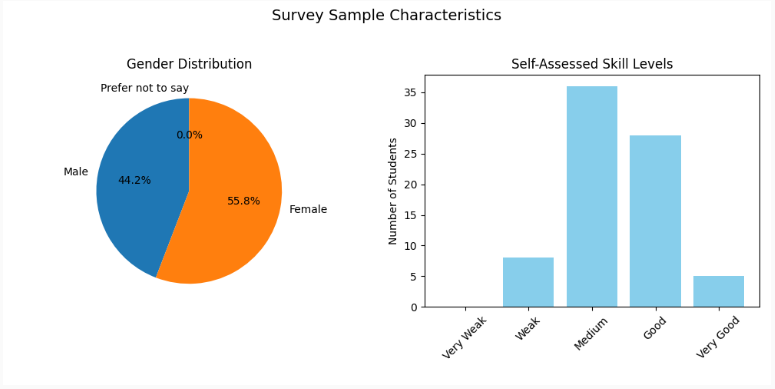 Survey Sample Characteristics
Gender Distribution
Prefer not to say
0.0%
Male
44.2%
55.8%
Female
Self-Assessed Skill Levels
Number of Students
35
30
25
20
15
10
5
0
Very Weak
Weak
Medium
Good
Very Good